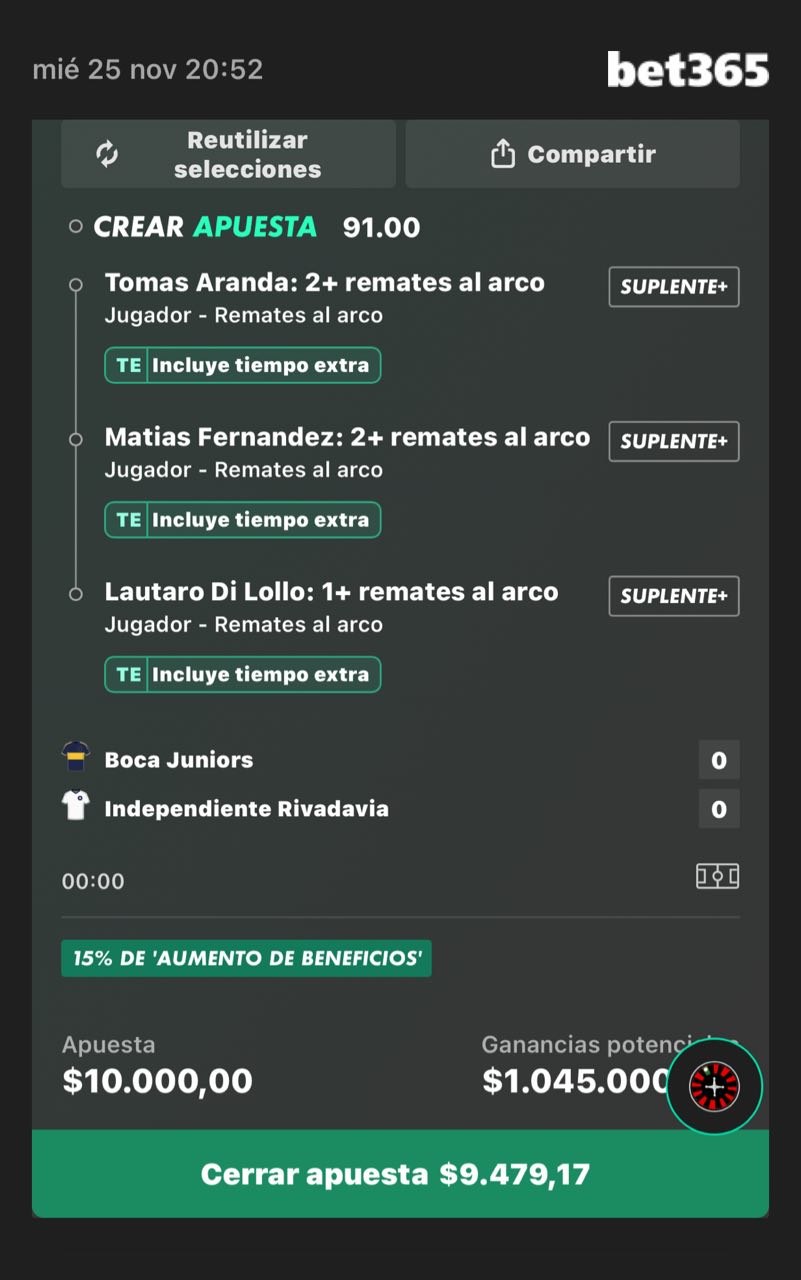 mié 25 nov 20:52
bet365
Reutilizar
selecciones
Compartir
CREAR APUESTA 91.00
Tomas Aranda: 2+ remates al arco
SUPLENTE+
Jugador - Remates al arco
TE Incluye tiempo extra
Matias Fernandez: 2+ remates al arco
SUPLENTE+
Jugador - Remates al arco
TE Incluye tiempo extra
Lautaro Di Lollo: 1+ remates al arco
SUPLENTE+
Jugador - Remates al arco
TE Incluye tiempo extra
Boca Juniors 0
Independiente Rivadavia 0
00:00
15% DE 'AUMENTO DE BENEFICIOS'
Apuesta
$10.000,00
Ganancias
$1.045.000
Cerrar apuesta $9.479,17